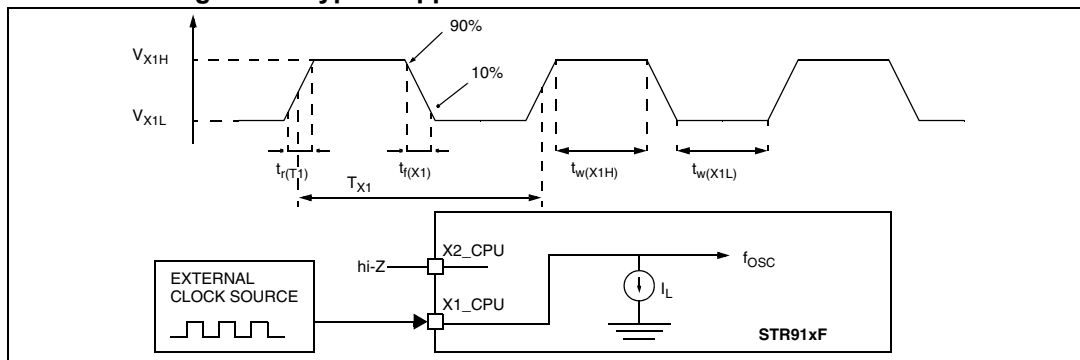 90%
V_X1H
10%
V_X1L
t_r(T1)
t_f(X1)
t_w(X1H)
t_w(X1L)
T_X1
X2_CPU
hi-Z
f_OSC
EXTERNAL
CLOCK SOURCE
X1_CPU
I_L
STR91xF